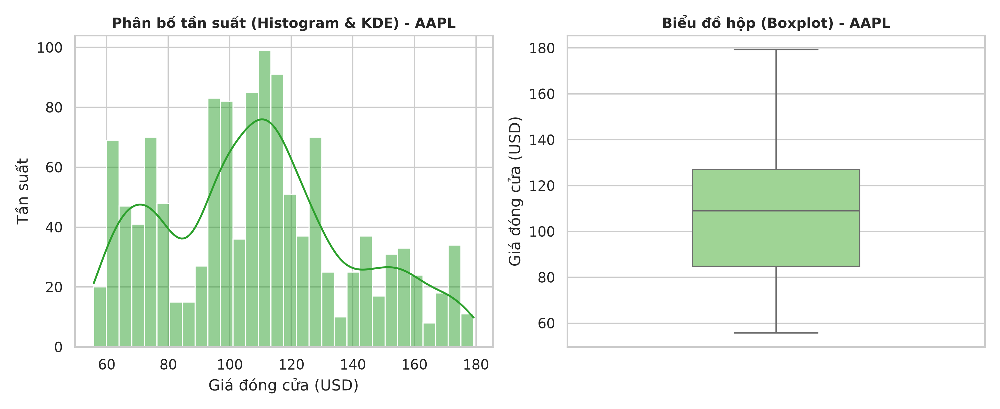 Phân bố tần suất (Histogram & KDE) - AAPL
100
80
60
40
20
0
Tần suất
60 80 100 120 140 160 180
Giá đóng cửa (USD)
Biểu đồ hộp (Boxplot) - AAPL
180
160
140
120
100
80
60
Giá đóng cửa (USD)